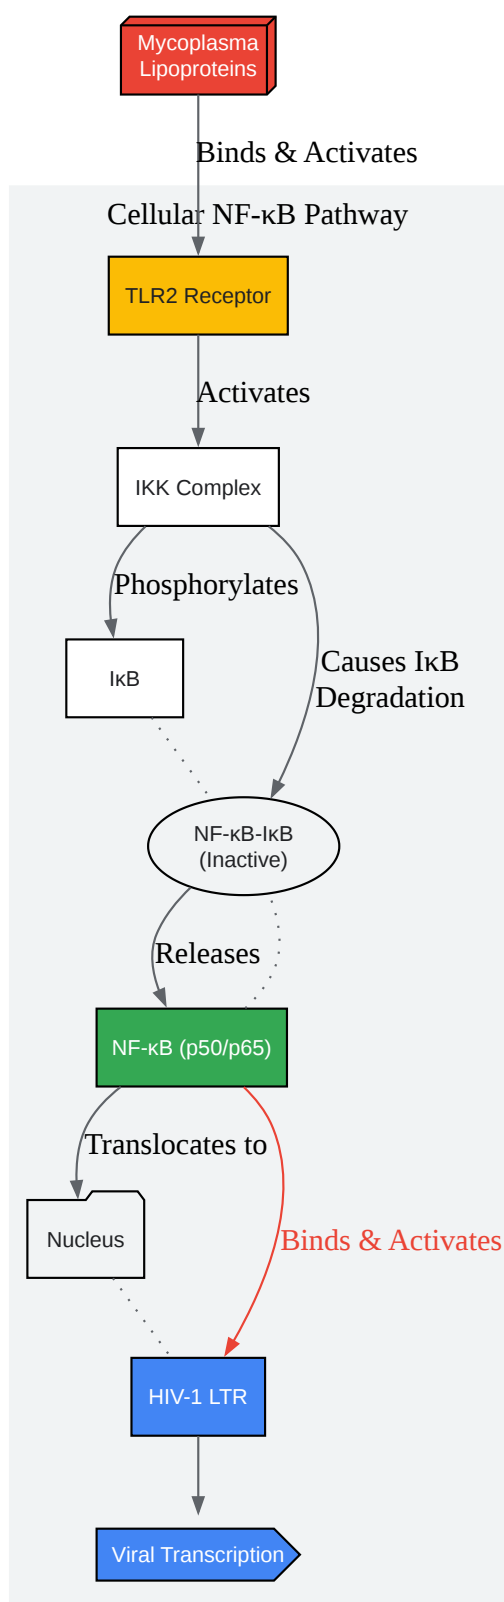 Mycoplasma
Lipoproteins
Binds & Activates
Cellular NF-κB Pathway
TLR2 Receptor
Activates
IKK Complex
Phosphorylates
Causes IκB
Degradation
IκB
NF-κB-IκB
(Inactive)
Releases
NF-κB (p50/p65)
Translocates to
Nucleus
Binds & Activates
HIV-1 LTR
Viral Transcription